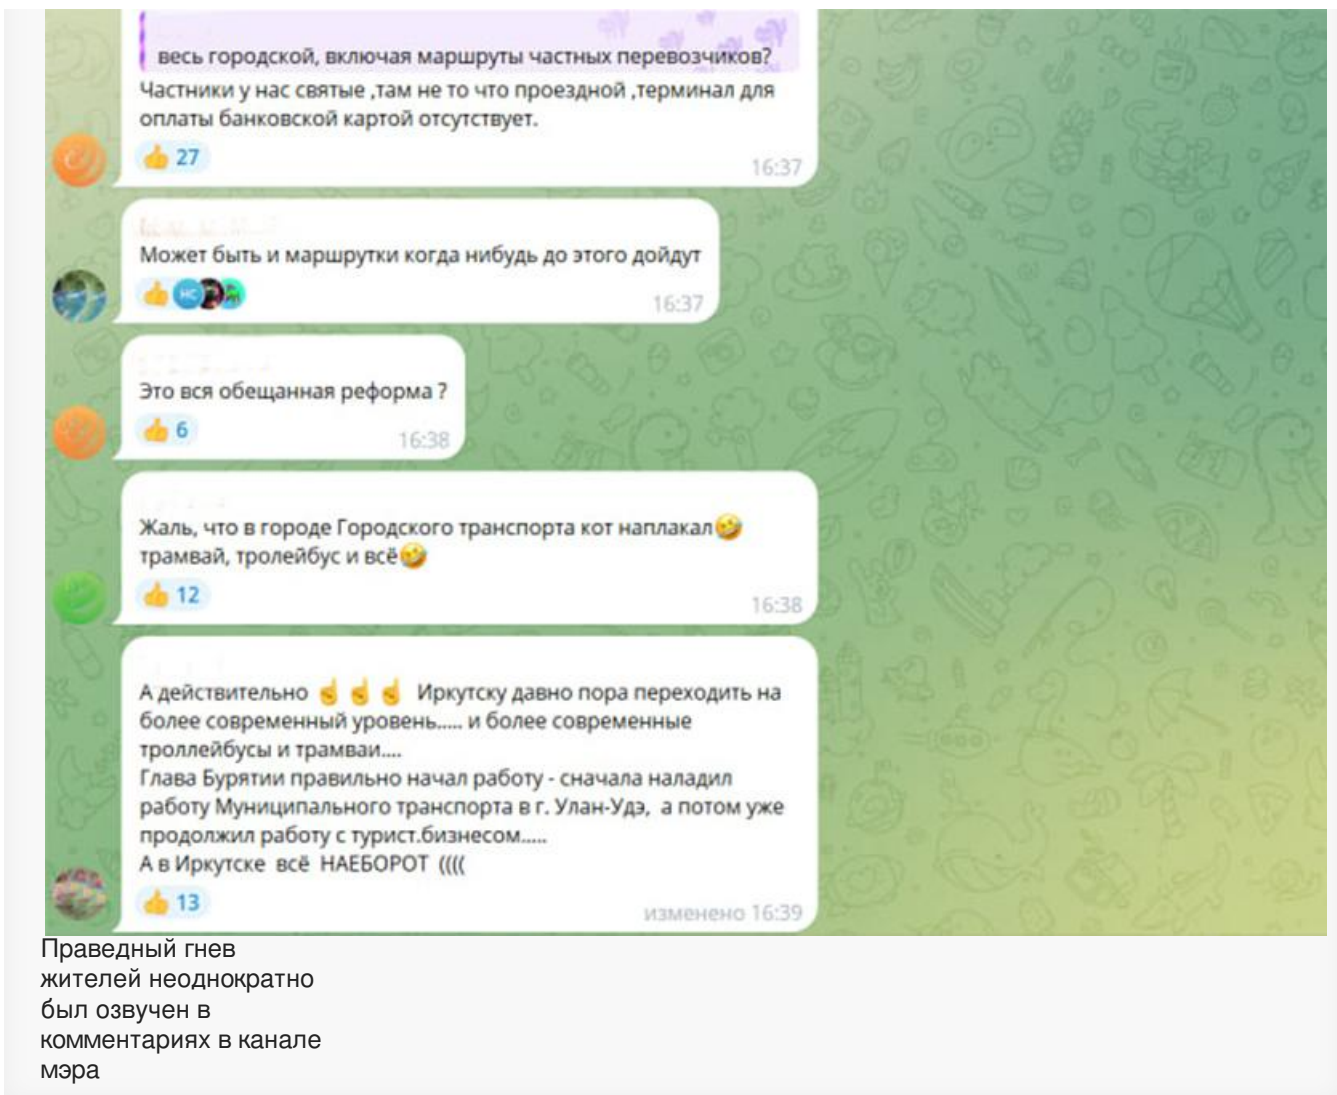 весь городской, включая маршруты частных перевозчиков?
Частники у нас святые ,там не то что проездной ,терминал для
оплаты банковской картой отсутствует.
👍 27
16:37
Может быть и маршрутки когда нибудь до этого дойдут
👍 НС
16:37
Это вся обещанная реформа ?
👍 6
16:38
Жаль, что в городе Городского транспорта кот наплакал🤣
трамвай, тролейбус и всё🤣
👍 12
16:38
А действительно ☝️ ☝️ ☝️ Иркутску давно пора переходить на
более современный уровень..... и более современные
троллейбусы и трамваи....
Глава Бурятии правильно начал работу - сначала наладил
работу Муниципального транспорта в г. Улан-Удэ, а потом уже
продолжил работу с турист.бизнесом.....
А в Иркутске всё НАЕБОРОТ ((((
👍 13
изменено 16:39
Праведный гнев
жителей неоднократно
был озвучен в
комментариях в канале
мэра